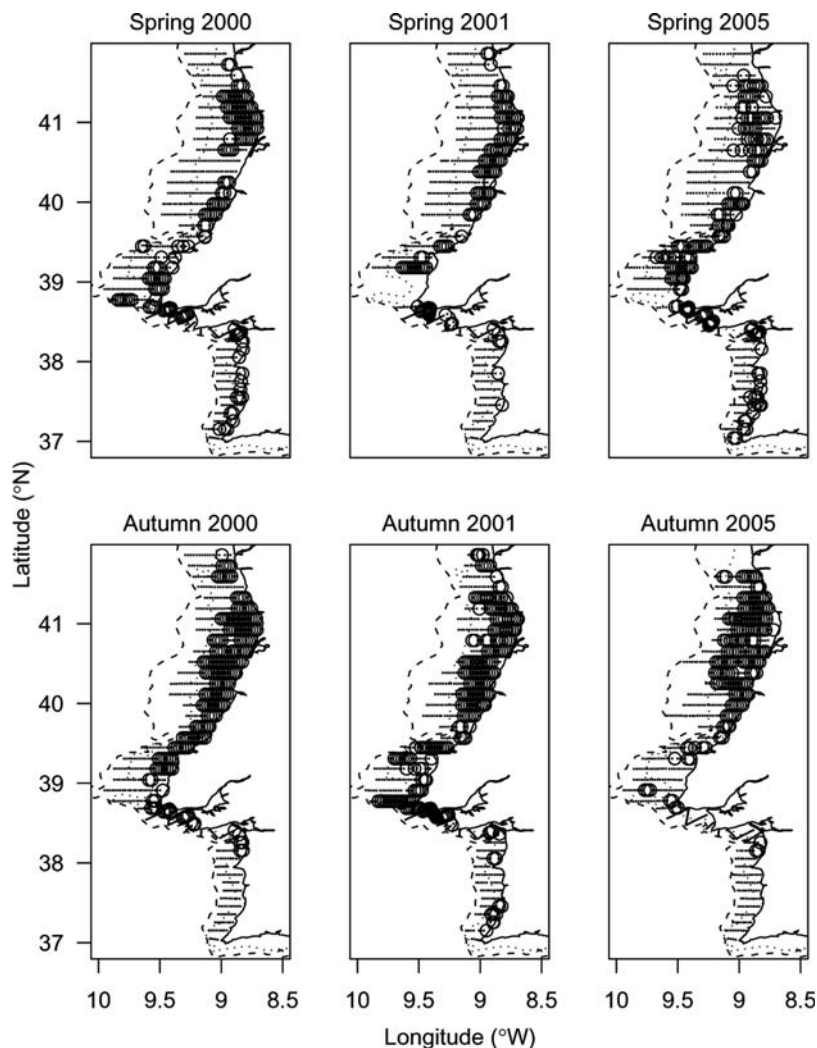 Spring 2000 Spring 2001 Spring 2005
41
40
39
38
37
Latitude (°N)
Autumn 2000 Autumn 2001 Autumn 2005
41
40
39
38
37
10 9.5 9 8.5 10 9.5 9 8.5 10 9.5 9 8.5
Longitude (°W)